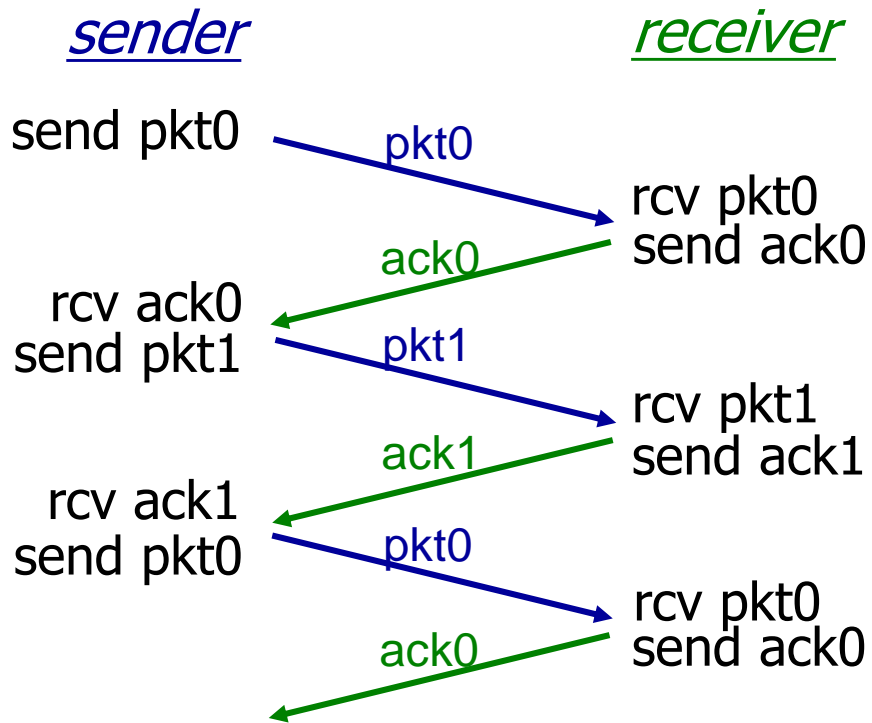 sender
receiver
send pkt0
pkt0
rcv pkt0
send ack0
ack0
rcv ack0
send pkt1
pkt1
rcv pkt1
send ack1
ack1
rcv ack1
send pkt0
pkt0
rcv pkt0
send ack0
ack0